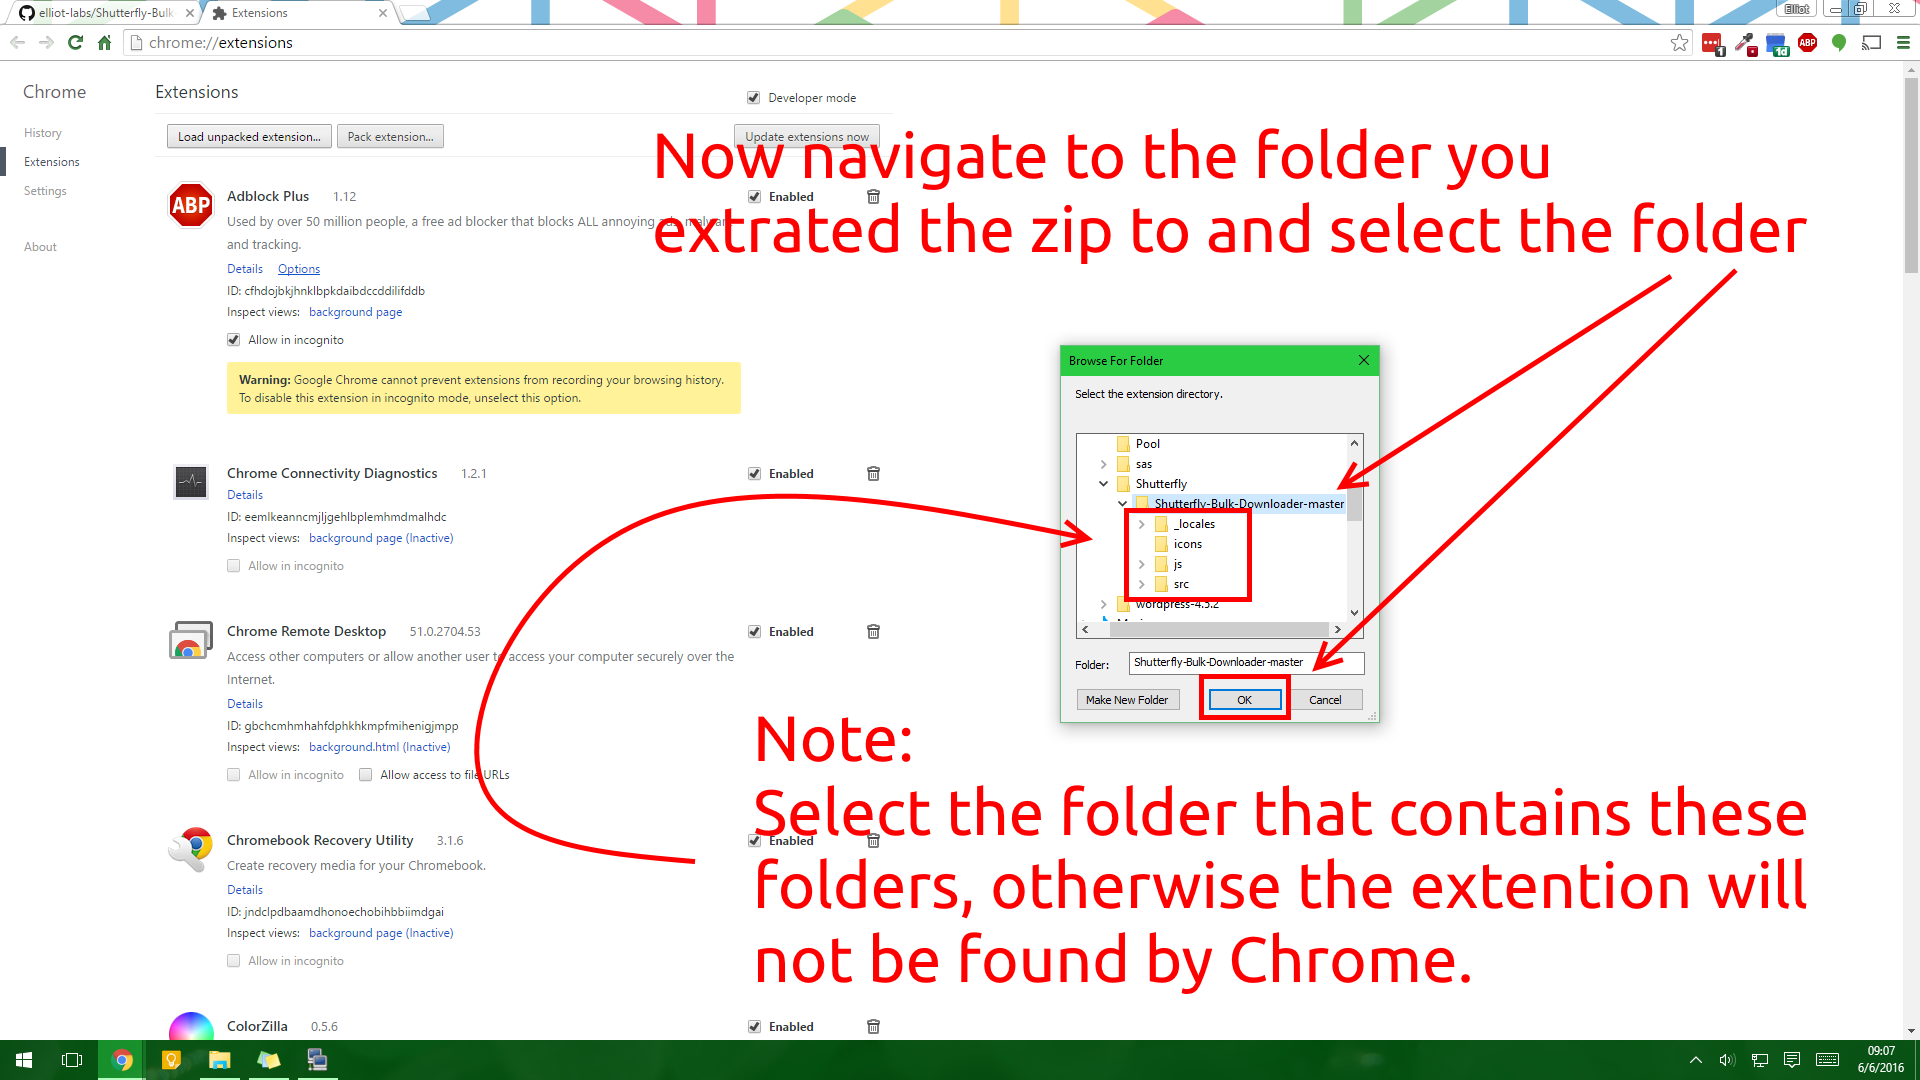 elliot-labs/Shutterfly-Bulk
Extensions
Elliot
chrome://extensions
1
1d
ABP
Chrome
History
Extensions
Settings
About
Extensions
Developer mode
Load unpacked extension...
Pack extension...
Update extensions now
Now navigate to the folder you
extrated the zip to and select the folder
ABP
Adblock Plus 1.12
Enabled
Used by over 50 million people, a free ad blocker that blocks ALL annoying
and tracking.
Details Options
ID: cfhdojbkjhnklbpkdaibdccddilifddb
Inspect views: background page
Allow in incognito
Warning: Google Chrome cannot prevent extensions from recording your browsing history.
To disable this extension in incognito mode, unselect this option.
Chrome Connectivity Diagnostics 1.2.1
Enabled
Details
ID: eemlkeanncmjljgehlbplemhmdmalhdc
Inspect views: background page (Inactive)
Allow in incognito
Chrome Remote Desktop 51.0.2704.53
Enabled
Access other computers or allow another user to access your computer securely over the
Internet.
Details
ID: gbchcmhmhahfdphkhkmpfmihenigjmpp
Inspect views: background.html (Inactive)
Allow in incognito Allow access to file URLs
Chromebook Recovery Utility 3.1.6
Enabled
Create recovery media for your Chromebook.
Details
ID: jndclpdbaamdhonoechobihbbiimdgai
Inspect views: background page (Inactive)
Allow in incognito
ColorZilla 0.5.6
Enabled
Browse For Folder
Select the extension directory.
Pool
sas
Shutterfly
Shutterfly-Bulk-Downloader-master
_locales
icons
js
src
wordpress-4.5.2
Folder: Shutterfly-Bulk-Downloader-master
Make New Folder
OK
Cancel
Note:
Select the folder that contains these
folders, otherwise the extention will
not be found by Chrome.
09:07
6/6/2016